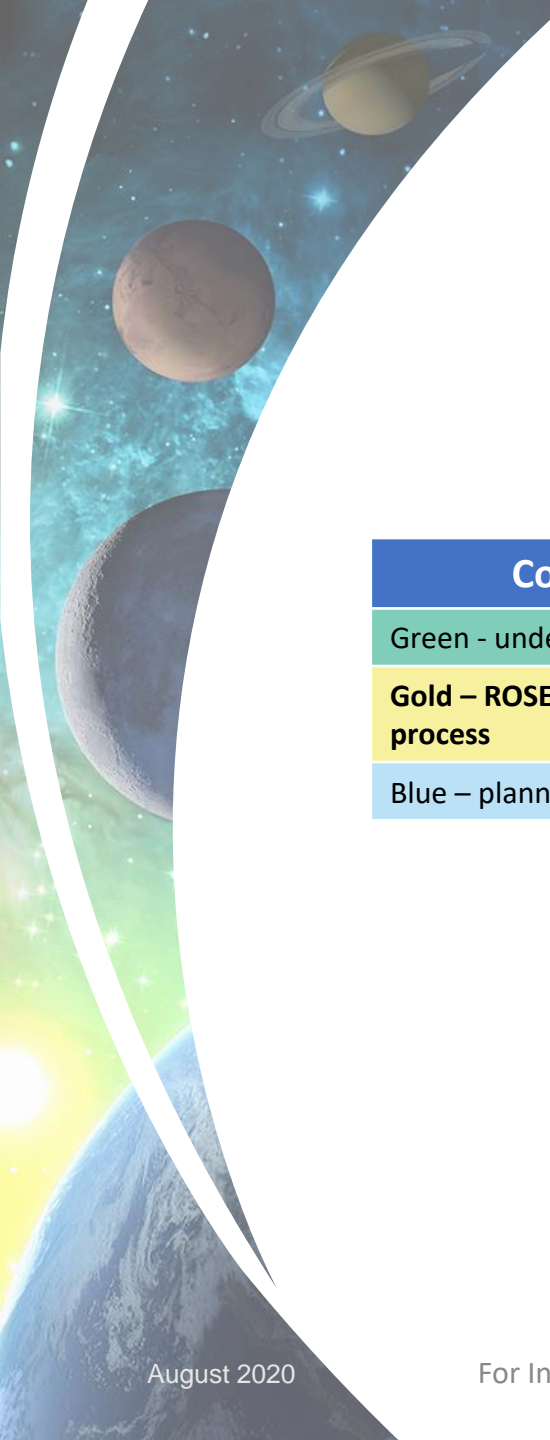 Co
Green - unde
Gold – ROSE
process
Blue – plann
August 2020
For In